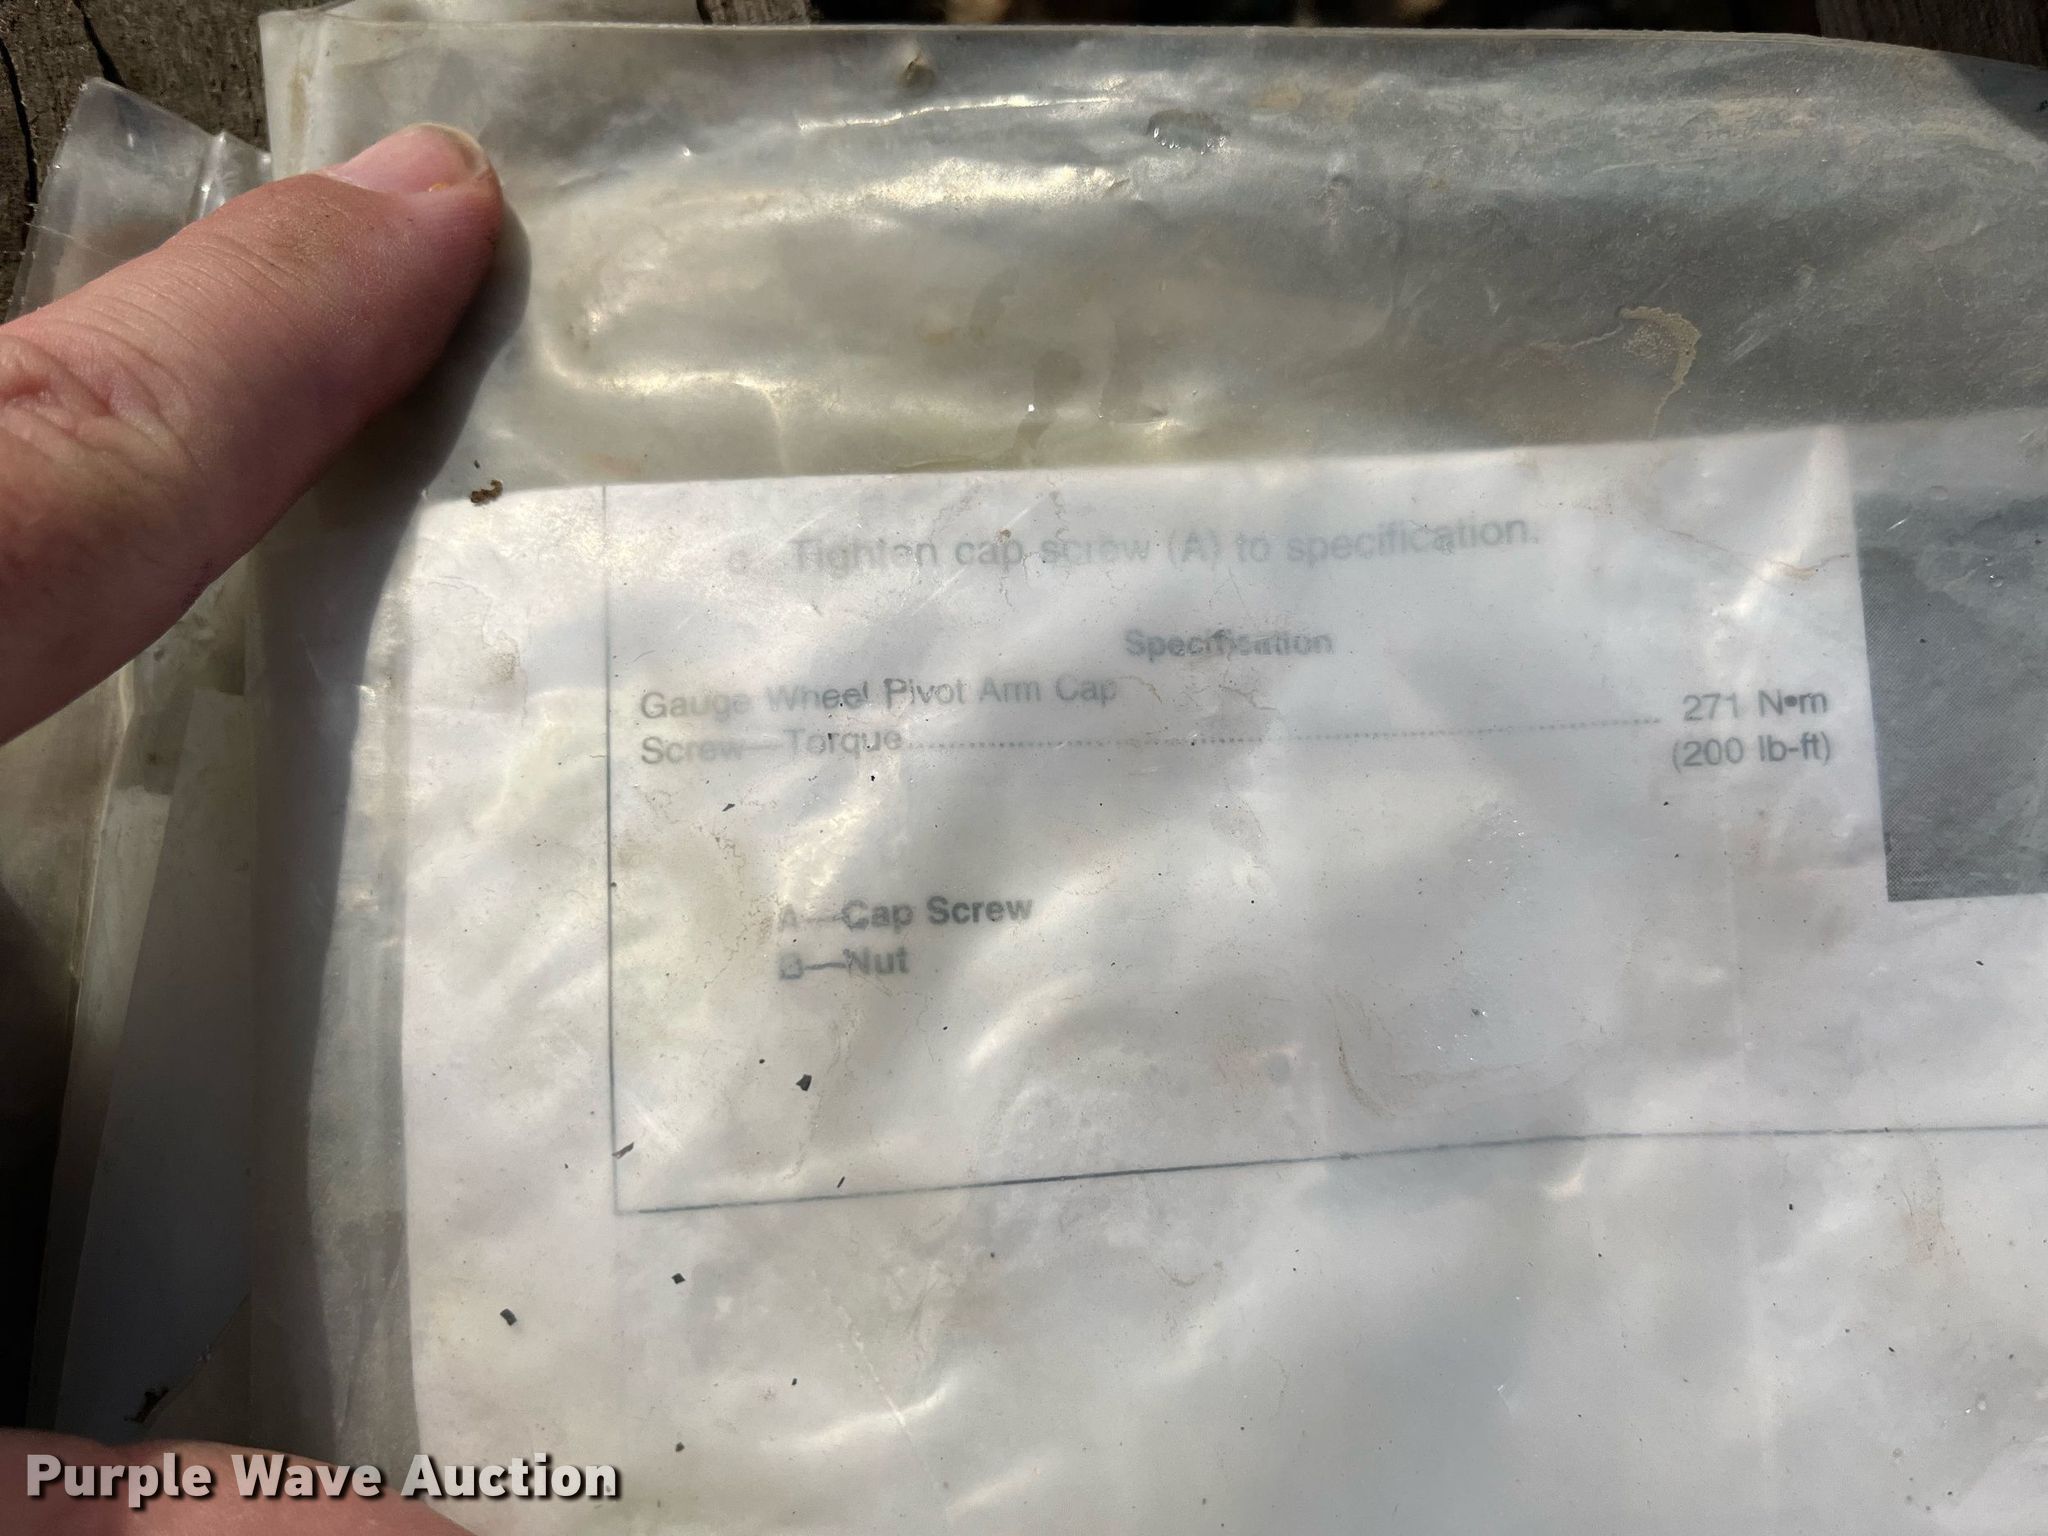 c. Tighten cap screw (A) to specification.
Specification
Gauge Wheel Pivot Arm Cap
Screw—Torque........ 271 N•m
(200 lb-ft)
A—Cap Screw
B—Nut
Purple Wave Auction